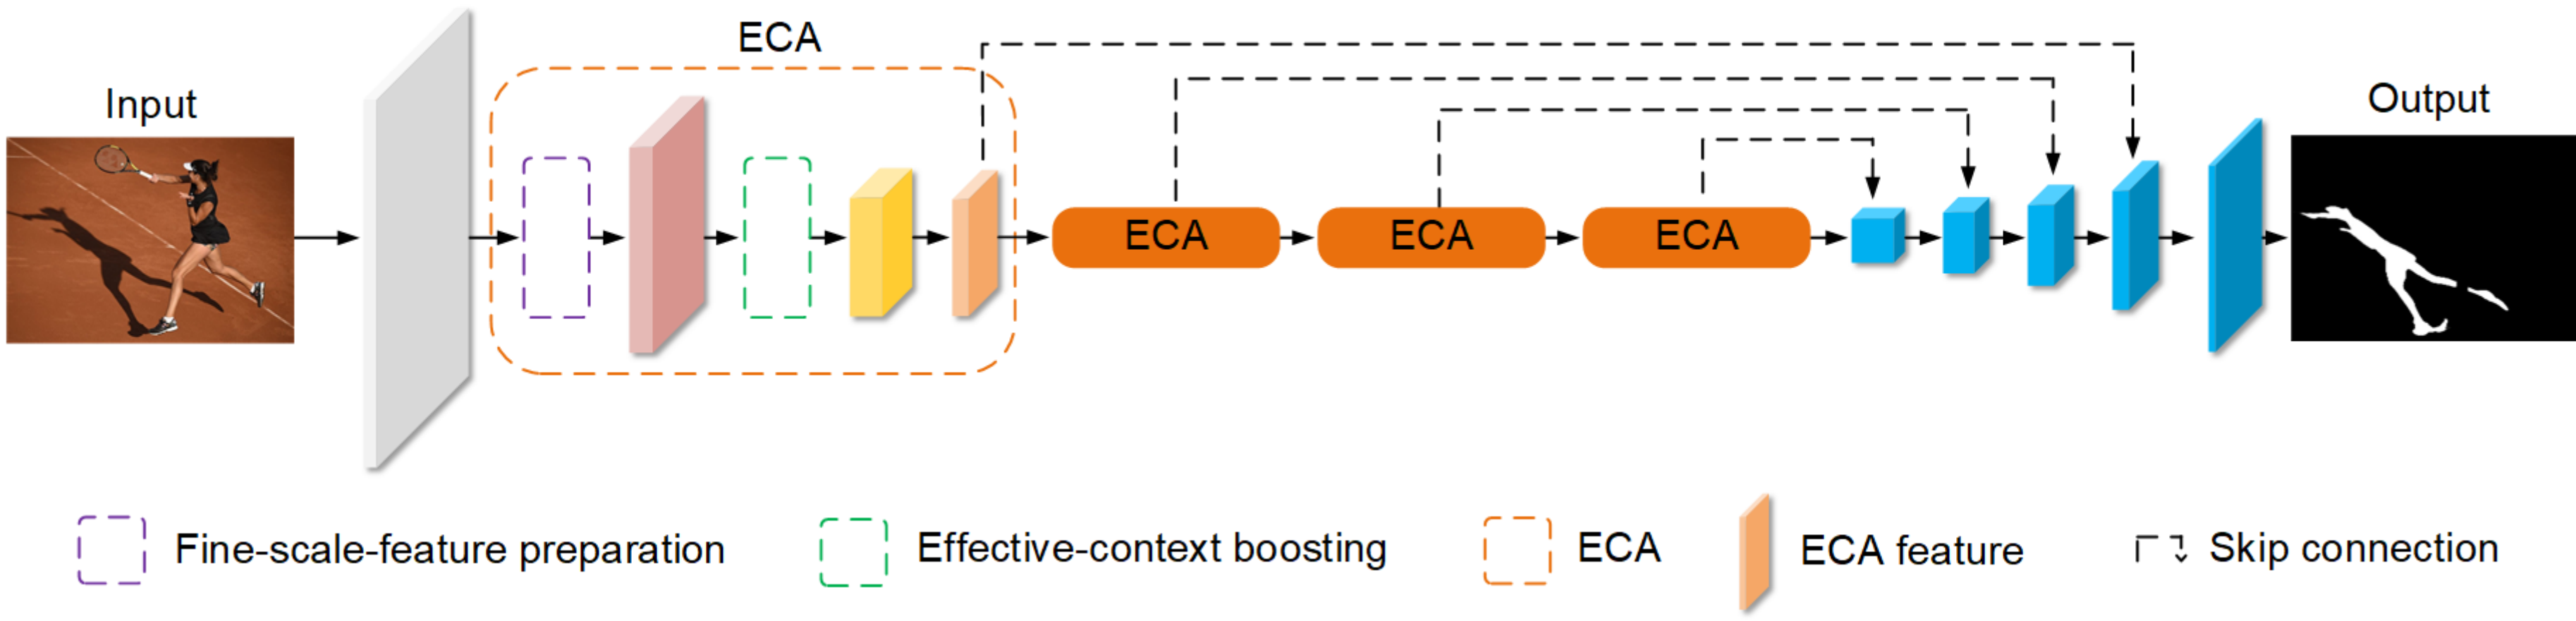 ECA
Input
Output
ECA
ECA
ECA
Fine-scale-feature preparation
Effective-context boosting
ECA
ECA feature
Skip connection